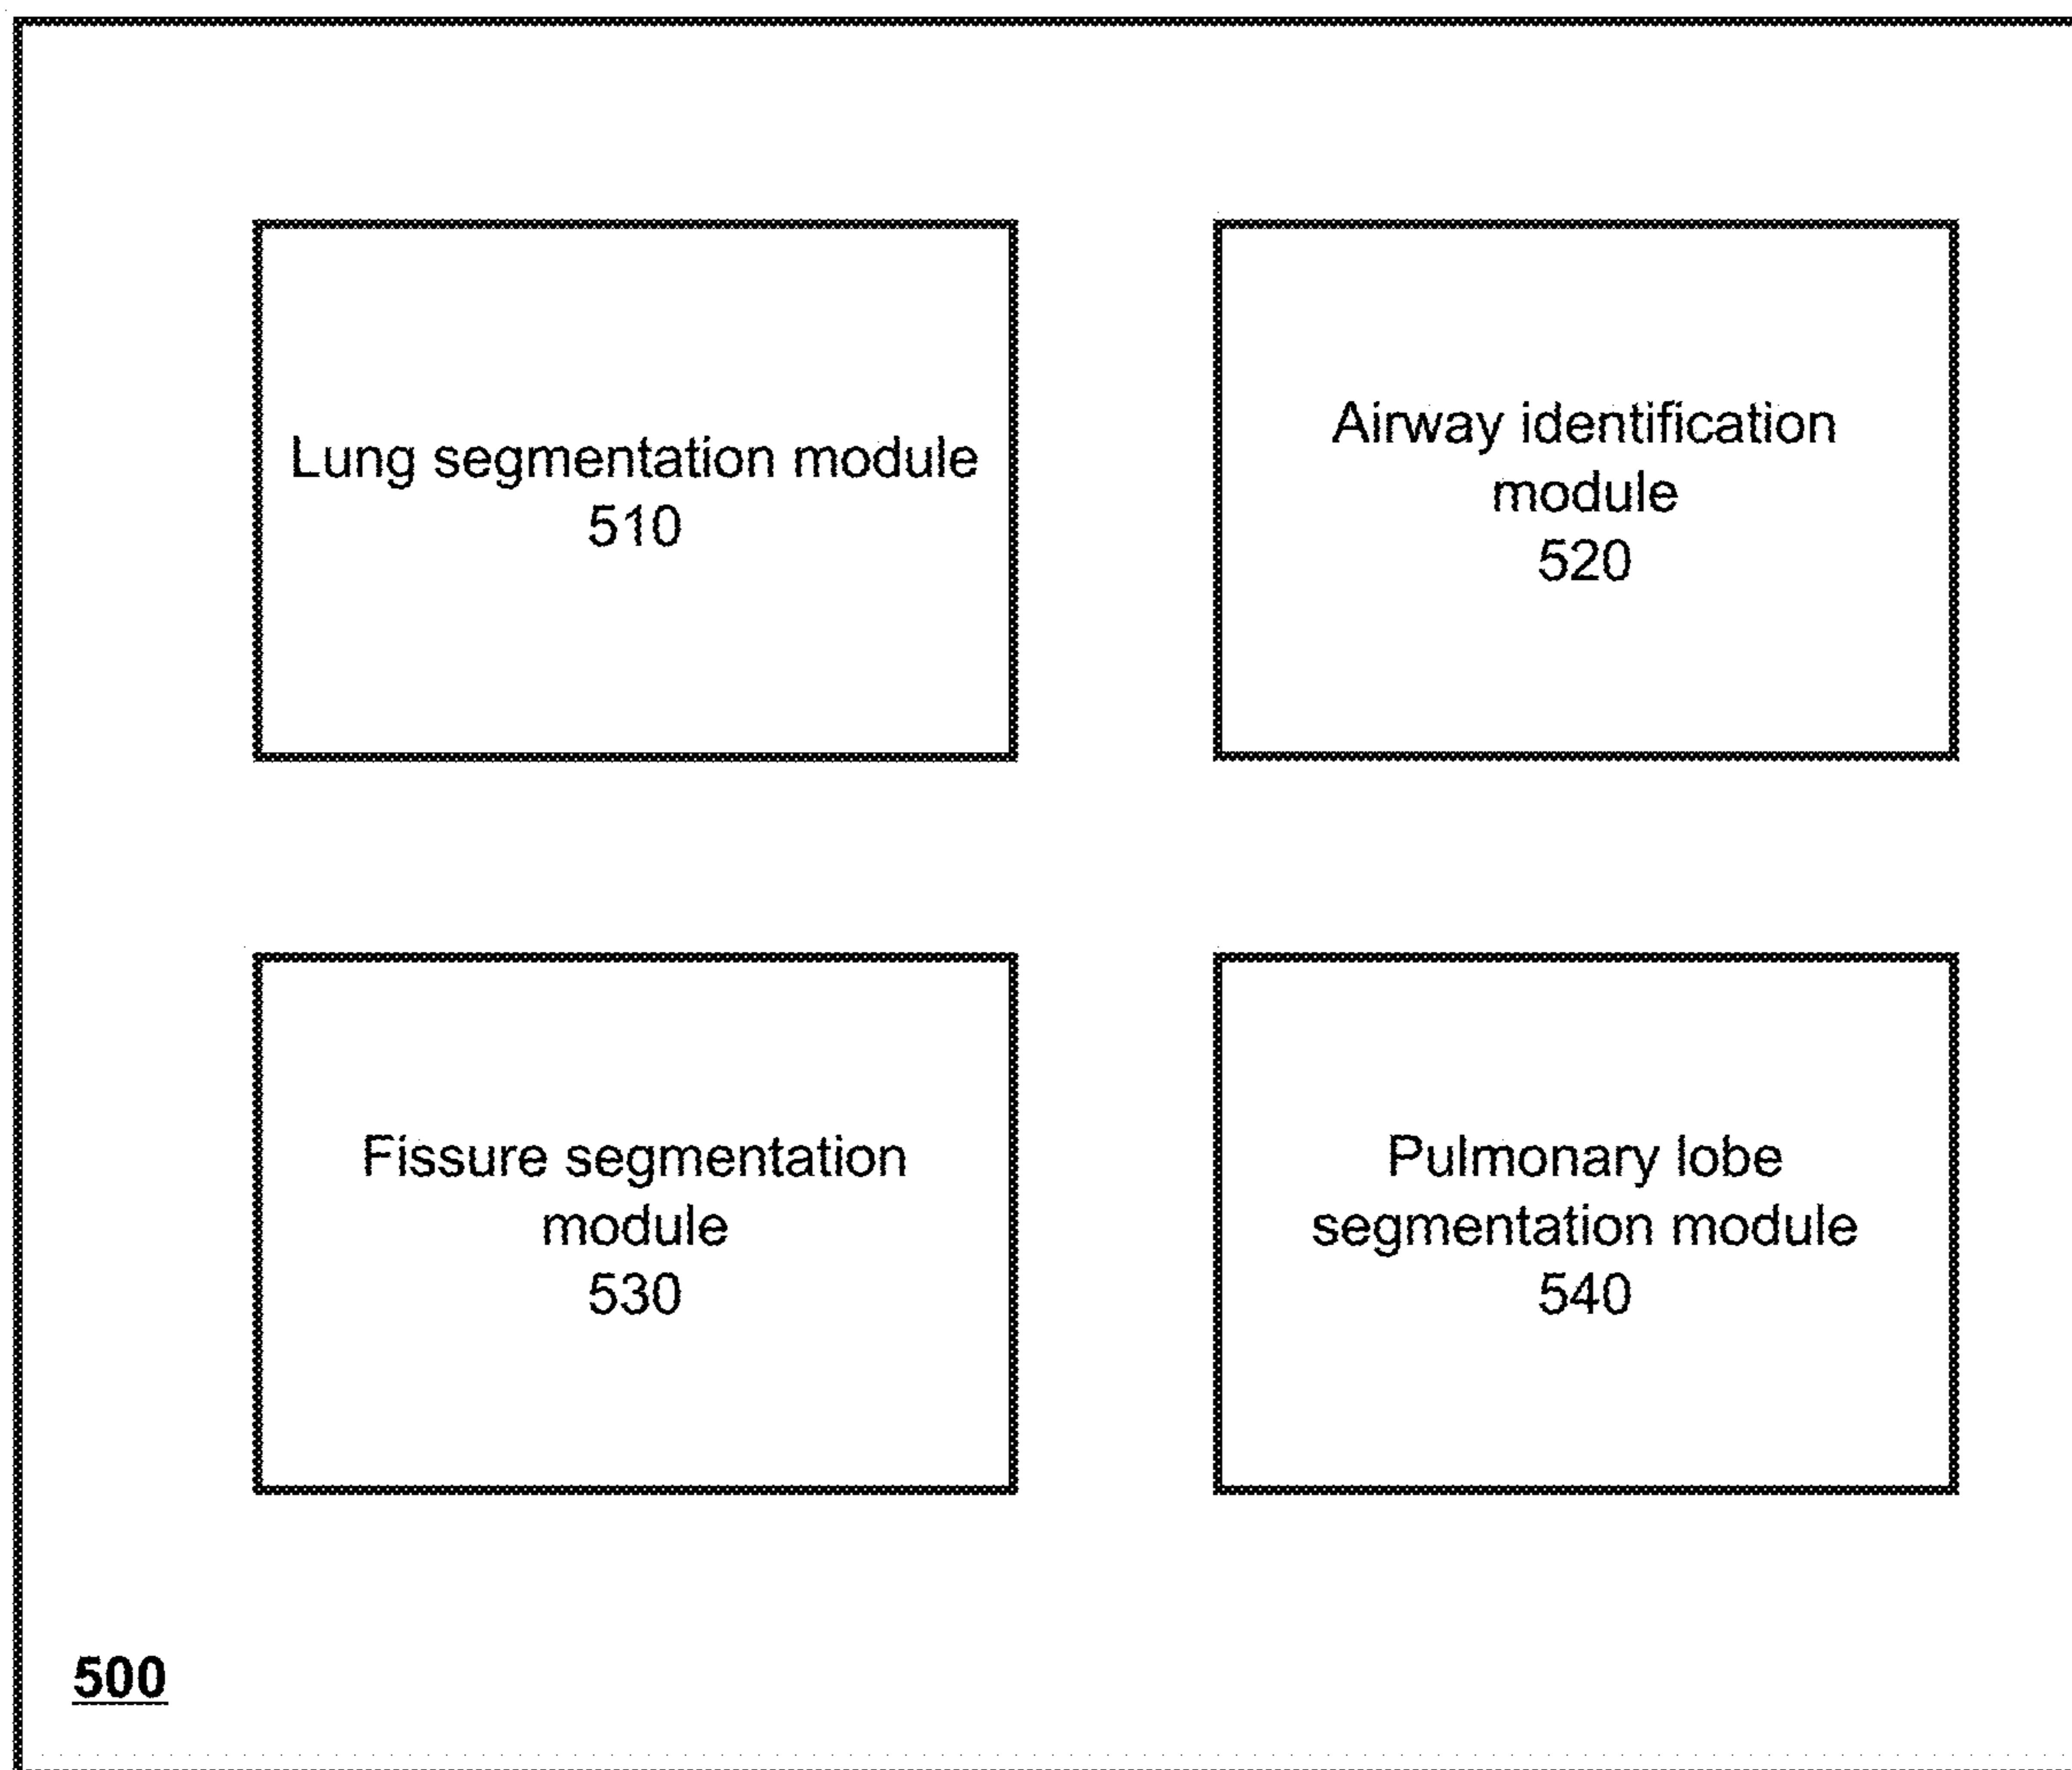 Lung segmentation module
510
Airway identification
module
520
Fissure segmentation
module
530
Pulmonary lobe
segmentation module
540
500